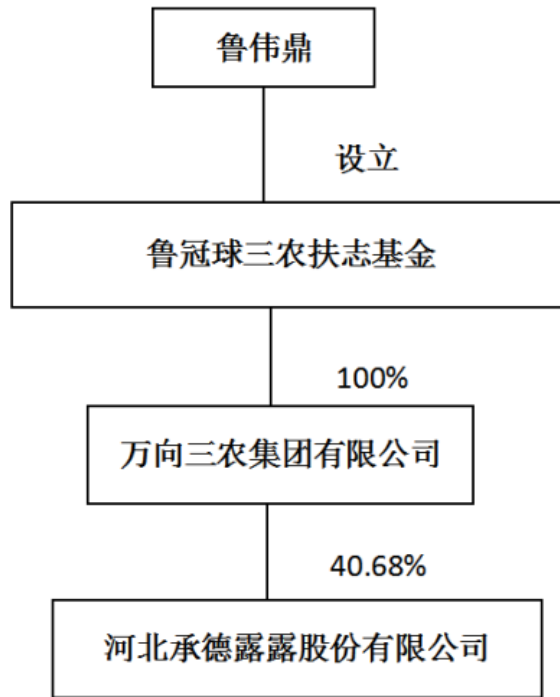 鲁伟鼎
设立
鲁冠球三农扶志基金
100%
万向三农集团有限公司
40.68%
河北承德露露股份有限公司